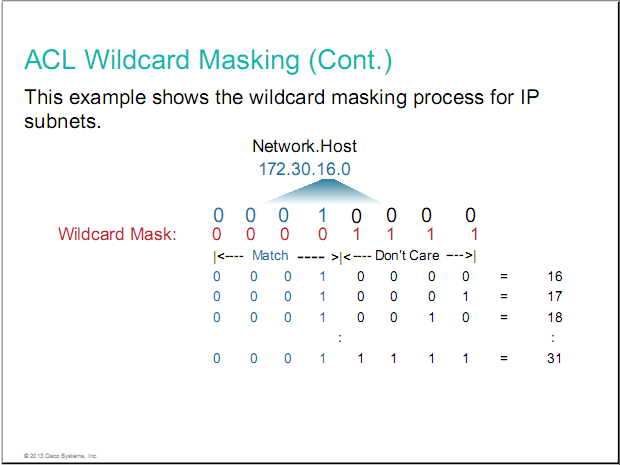 ACL Wildcard Masking (Cont.)
This example shows the wildcard masking process for IP
subnets.
Network.Host
172.30.16.0
0 0 0 1 0 0 0 0
Wildcard Mask: 0 0 0 0 1 1 1 1
|<---- Match ---- >|<---- Don't Care ---->|
0 0 0 1 0 0 0 0 = 16
0 0 0 1 0 0 0 1 = 17
0 0 0 1 0 0 1 0 = 18
: :
0 0 0 1 1 1 1 1 = 31
© 2013 Cisco Systems, Inc.